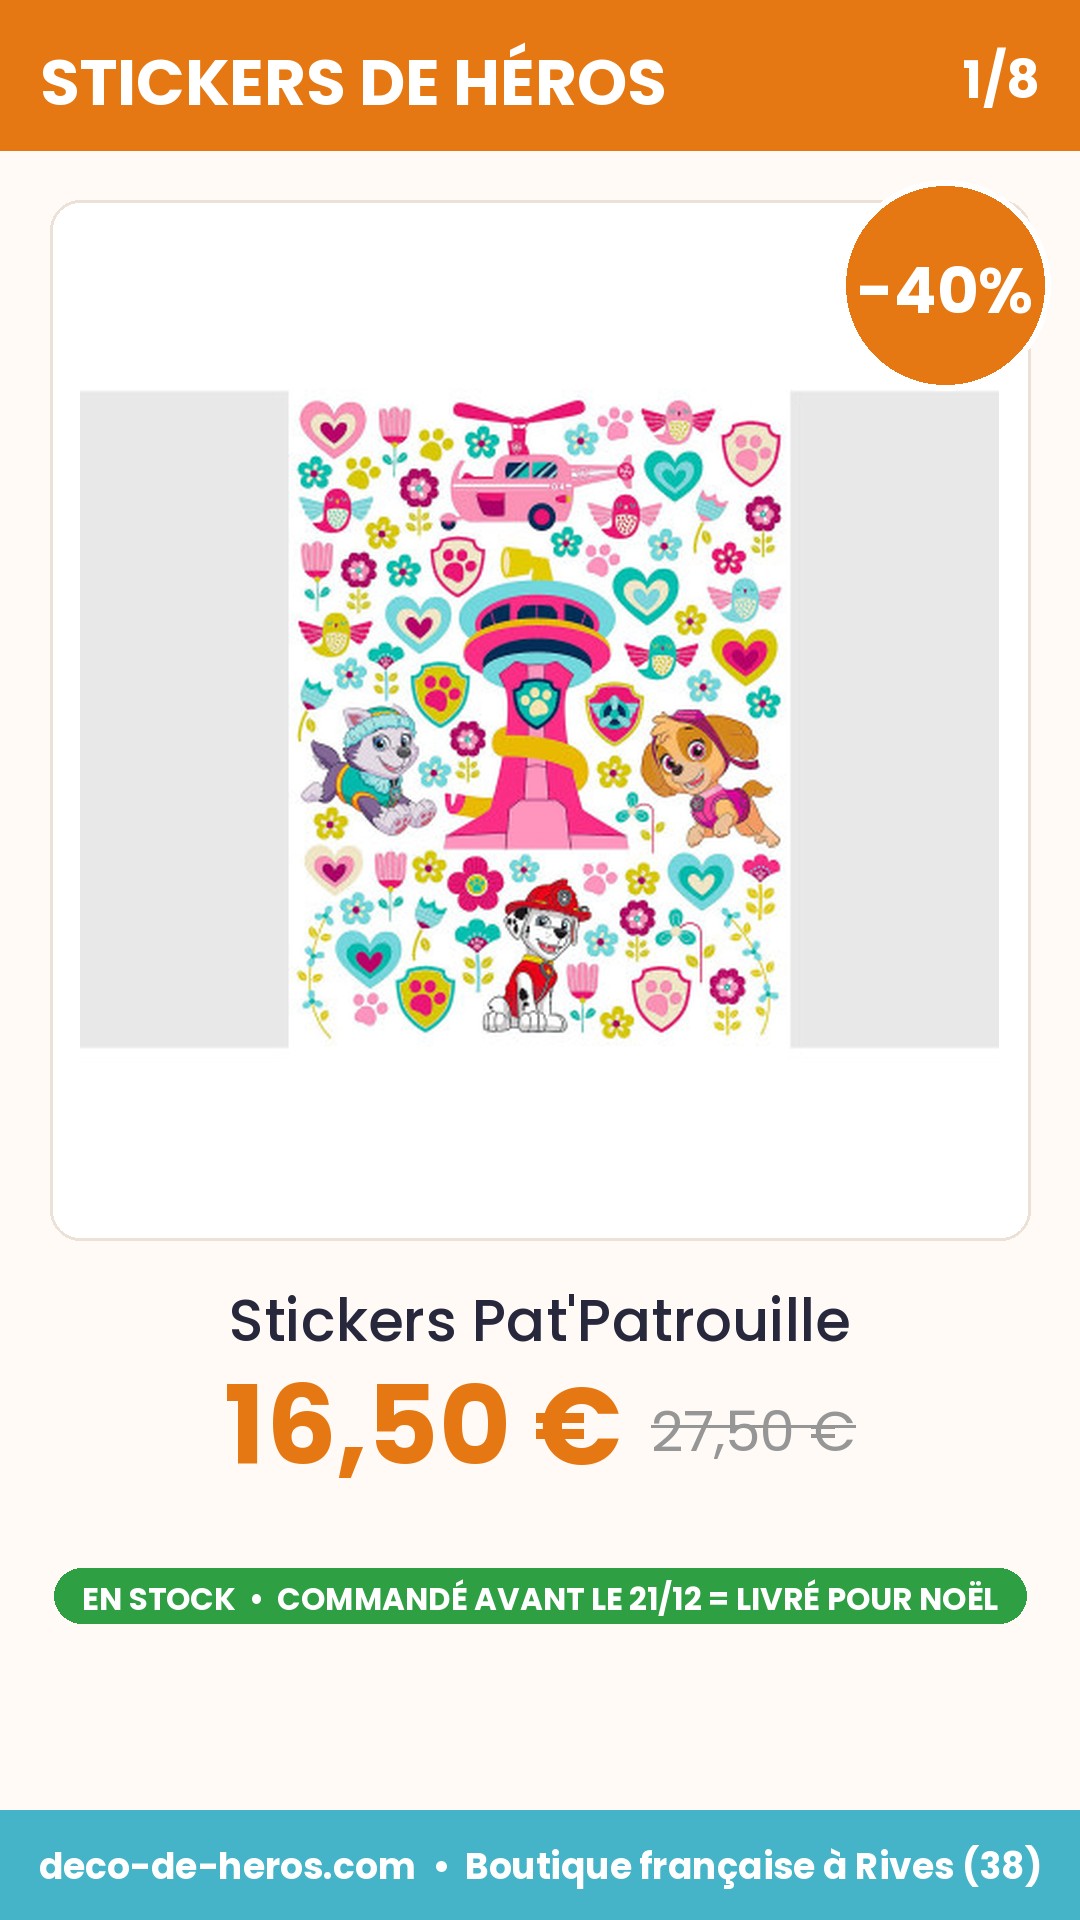 STICKERS DE HÉROS
1/8
-40%
Stickers Pat'Patrouille
16,50 € 27,50 €
EN STOCK • COMMANDÉ AVANT LE 21/12 = LIVRÉ POUR NOËL
deco-de-heros.com • Boutique française à Rives (38)